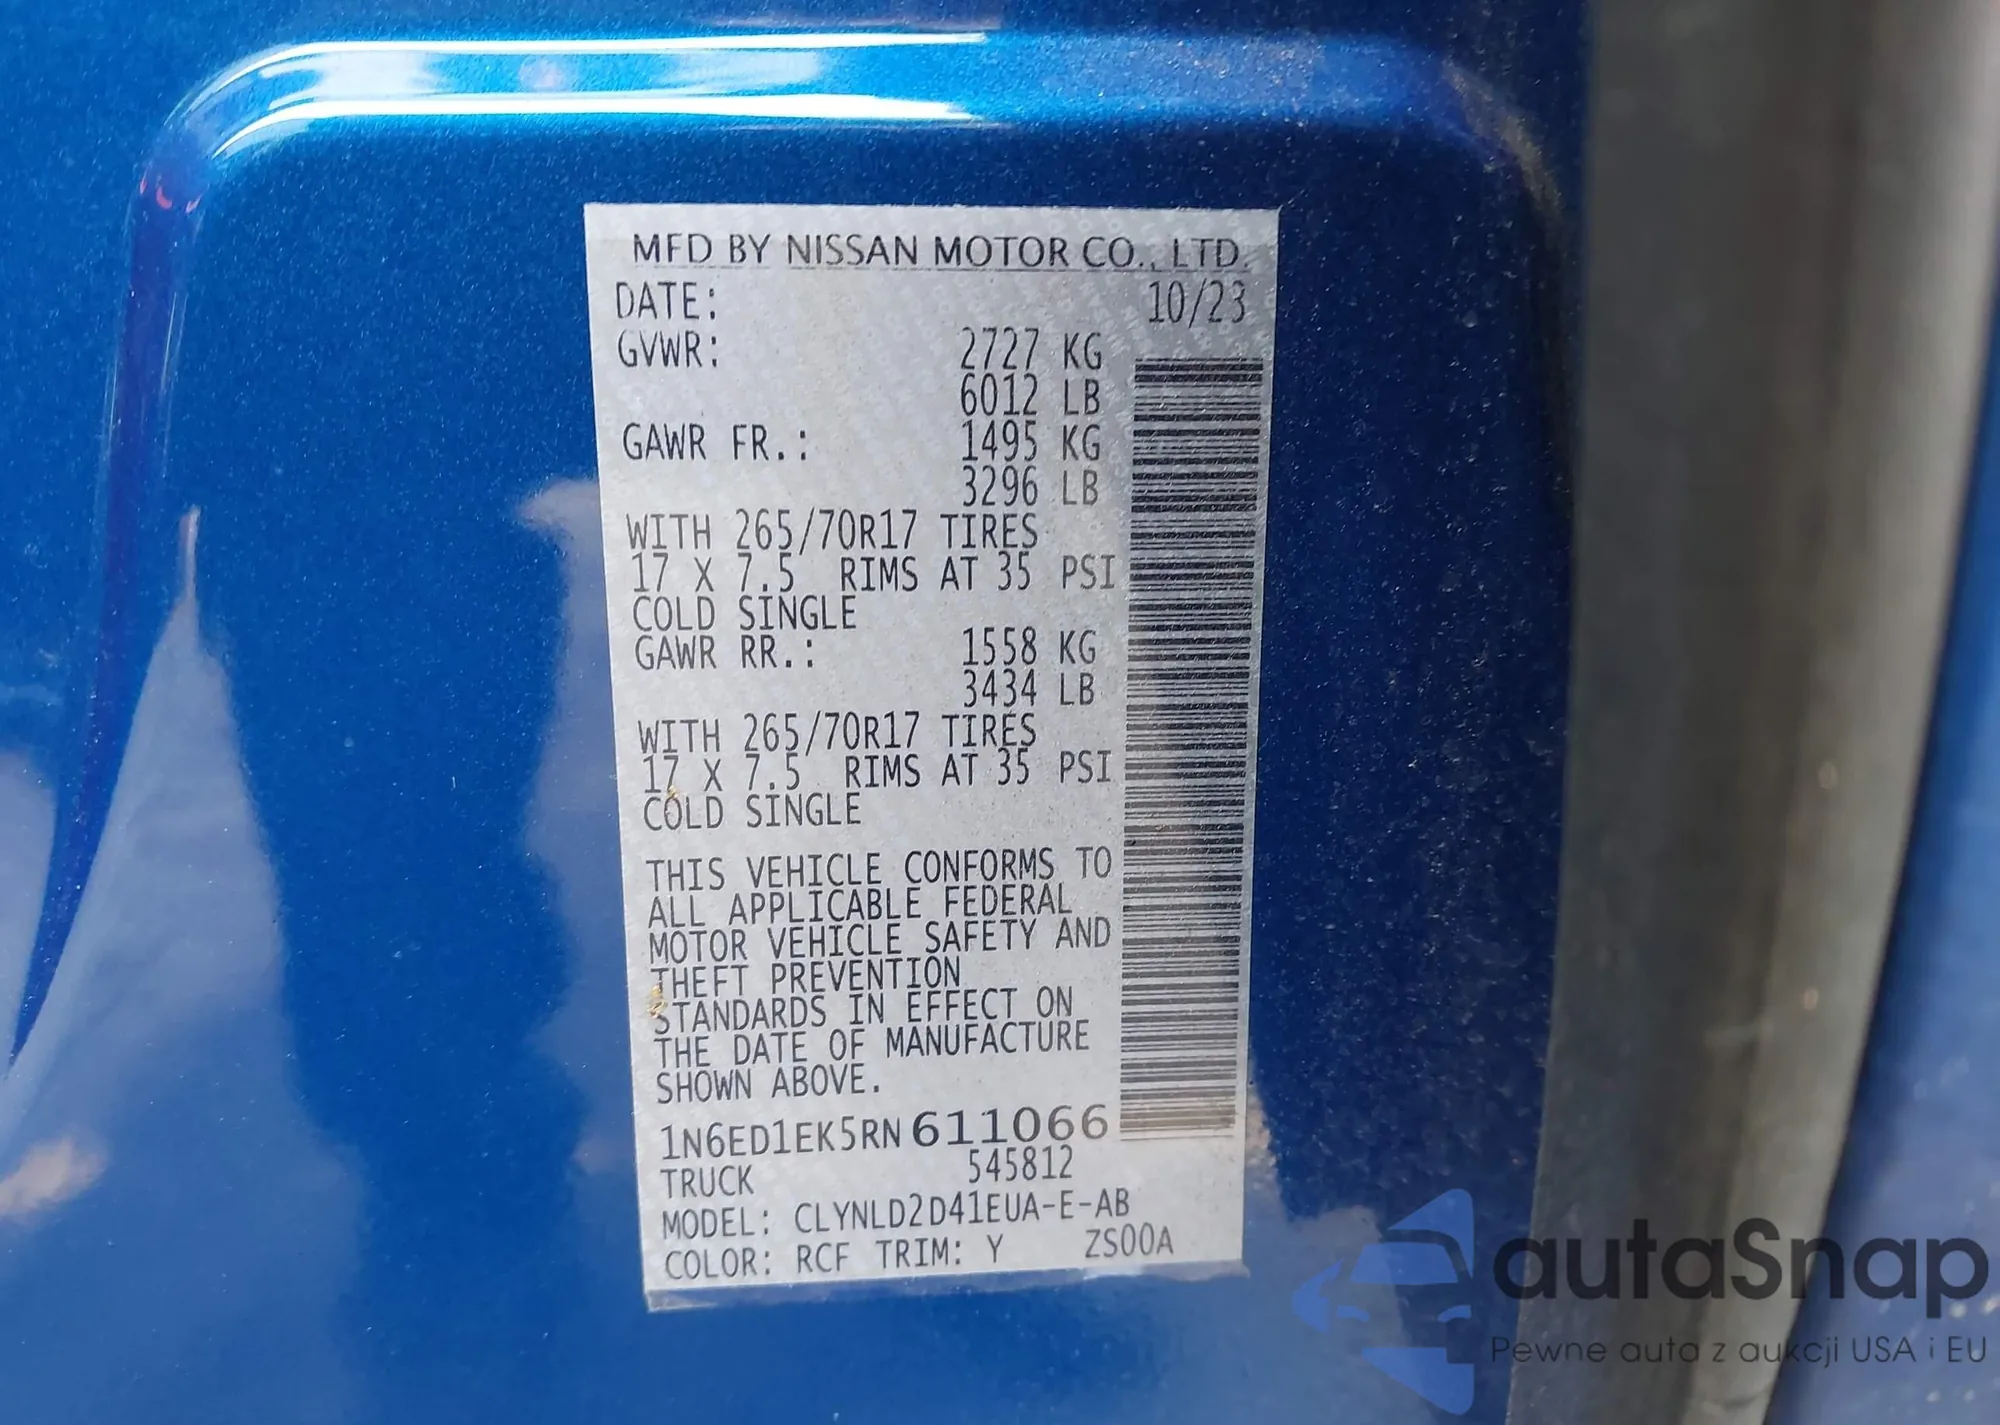 MFD BY NISSAN MOTOR CO., LTD.
DATE: 10/23
GVWR: 2727 KG
6012 LB
GAWR FR.: 1495 KG
3296 LB
WITH 265/70R17 TIRES
17 X 7.5 RIMS AT 35 PSI
COLD SINGLE
GAWR RR.: 1558 KG
3434 LB
WITH 265/70R17 TIRES
17 X 7.5 RIMS AT 35 PSI
COLD SINGLE
THIS VEHICLE CONFORMS TO
ALL APPLICABLE FEDERAL
MOTOR VEHICLE SAFETY AND
THEFT PREVENTION
STANDARDS IN EFFECT ON
THE DATE OF MANUFACTURE
SHOWN ABOVE.
1N6ED1EK5RN611066
TRUCK 545812
MODEL: CLYNLD2D41EUA-E-AB
COLOR: RCF TRIM: Y ZS00A
autaSnap
Pewne auta z aukcji USA i EU